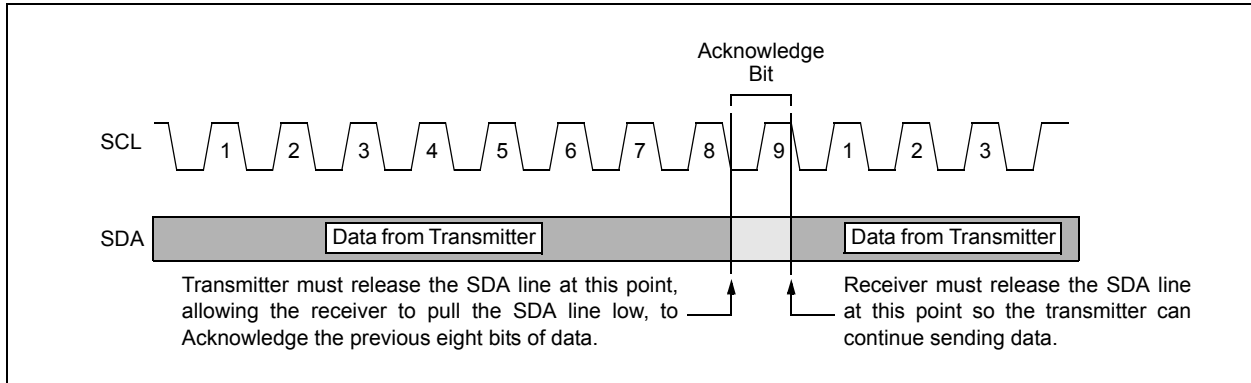 Acknowledge
Bit
SCL
1 2 3 4 5 6 7 8 9 1 2 3
SDA
Data from Transmitter
Data from Transmitter
Transmitter must release the SDA line at this point,
allowing the receiver to pull the SDA line low, to
Acknowledge the previous eight bits of data.
Receiver must release the SDA line
at this point so the transmitter can
continue sending data.